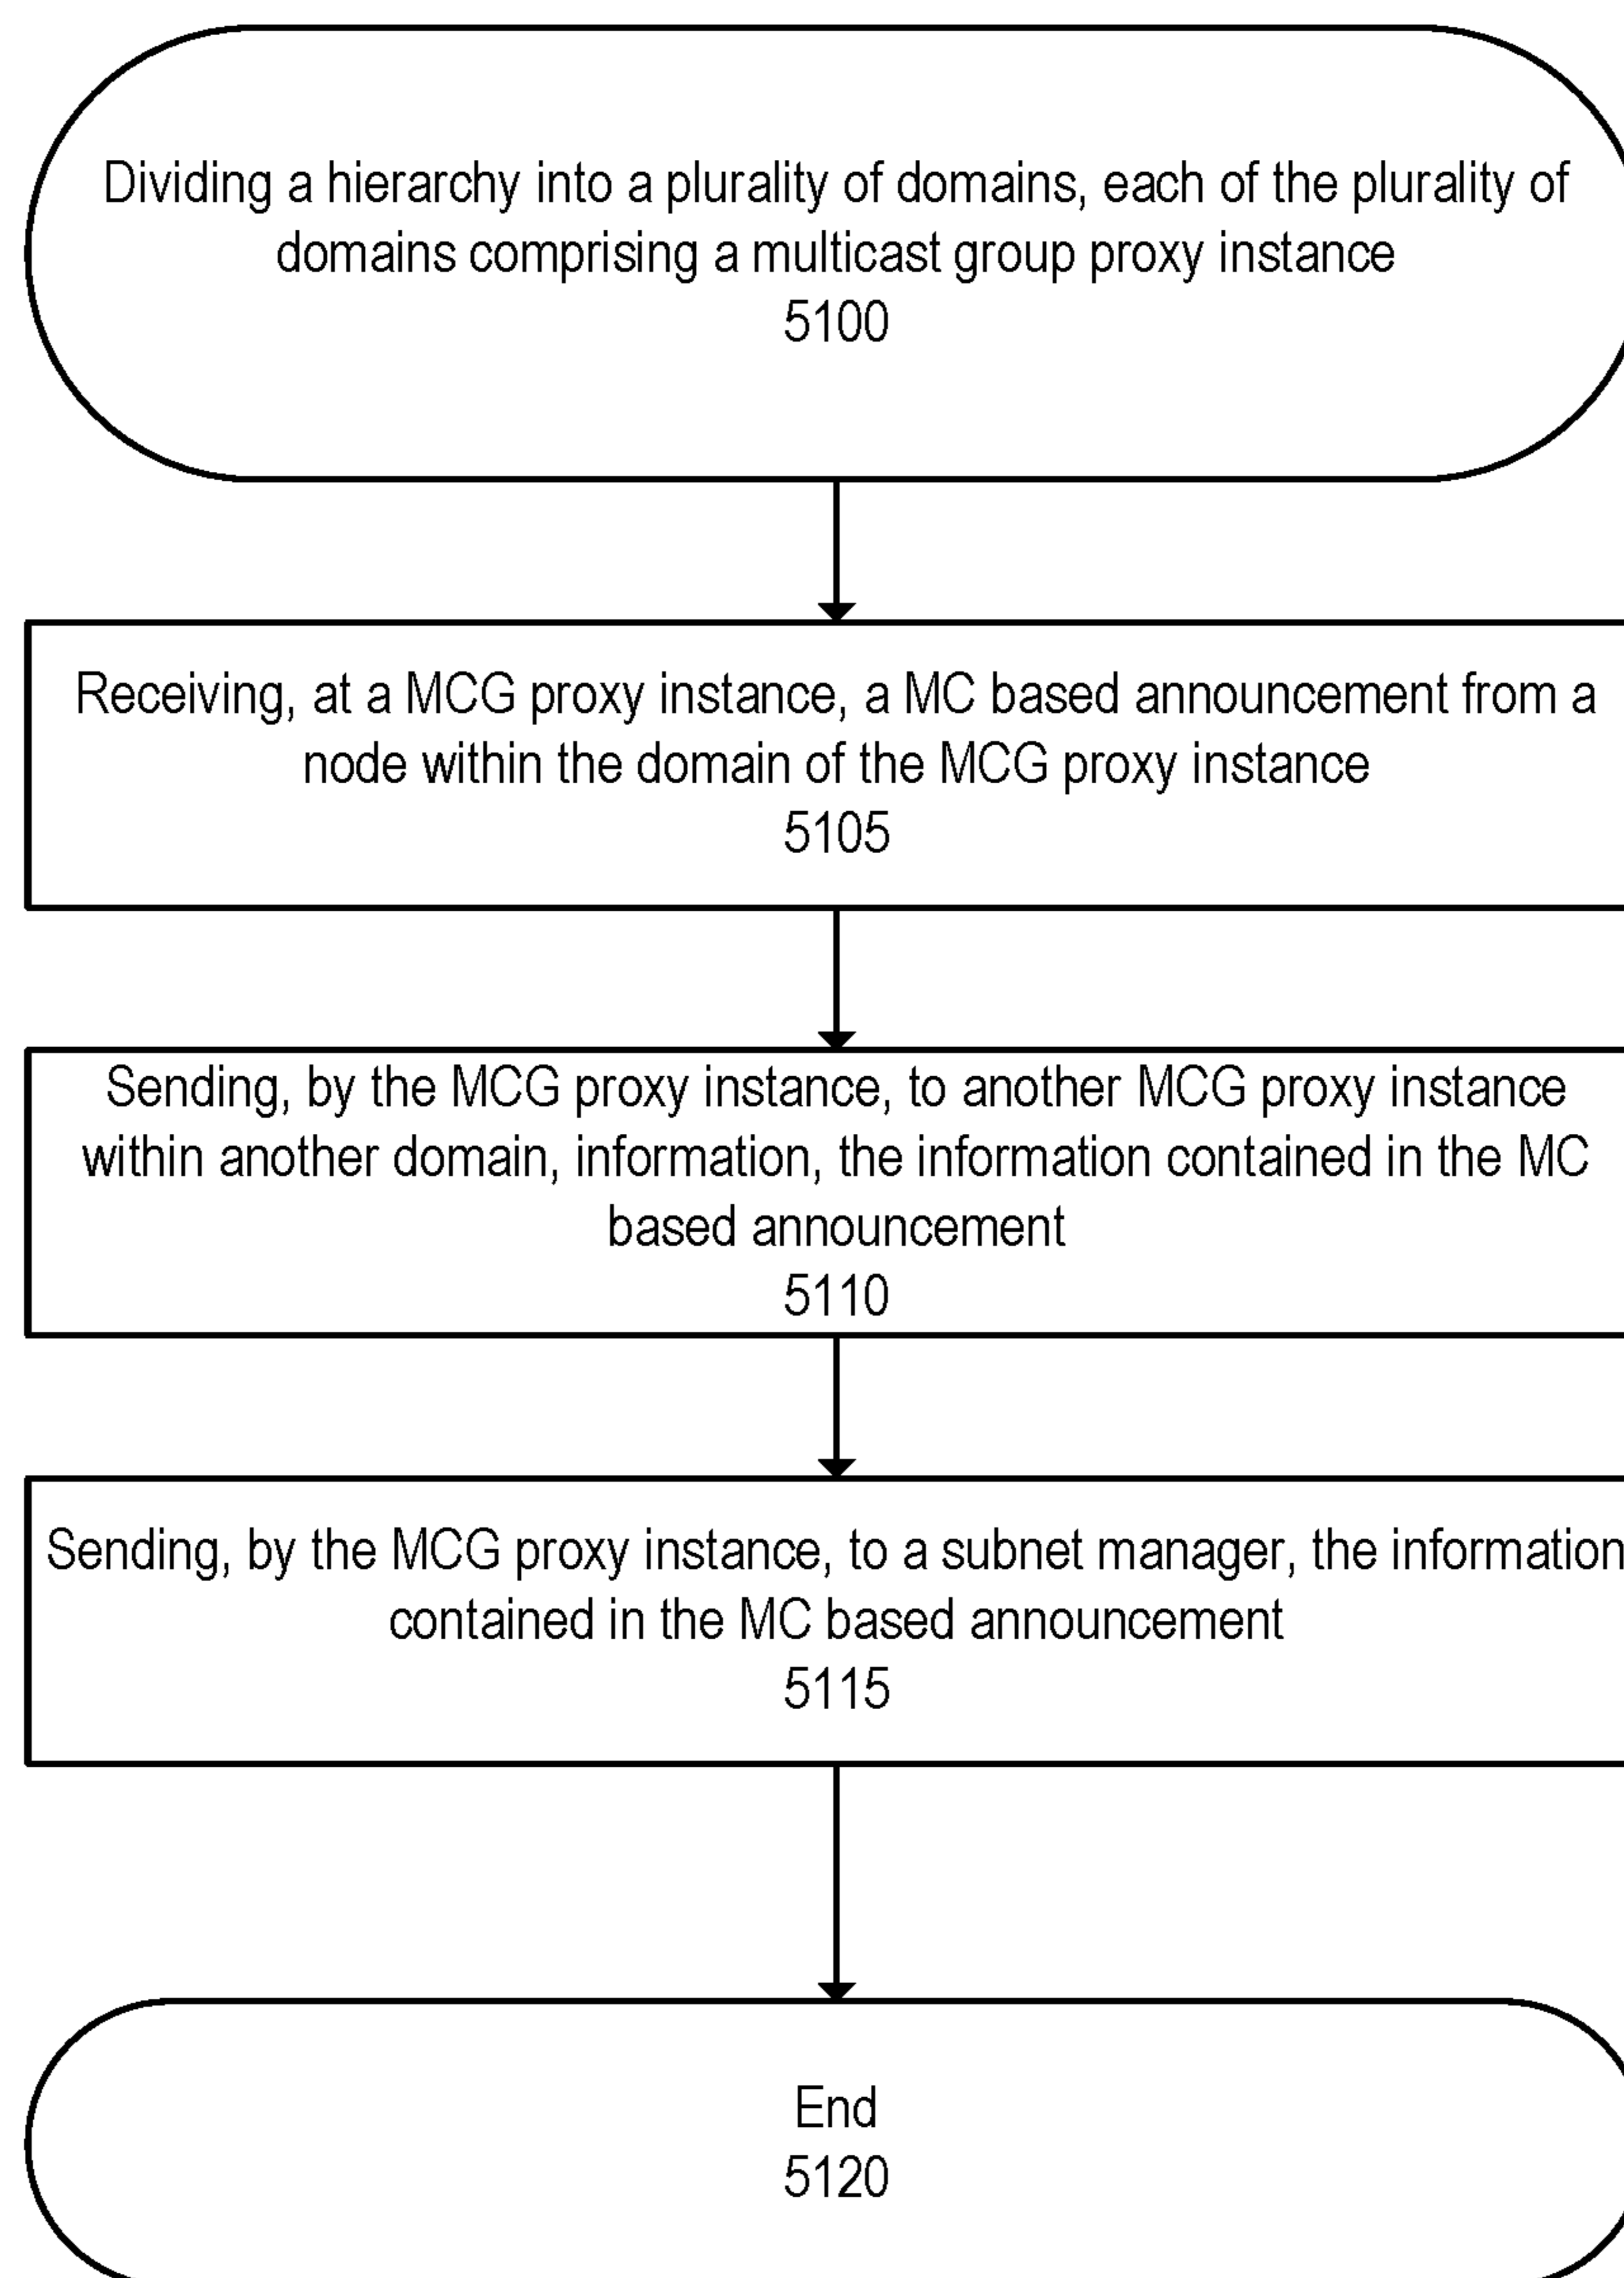 Dividing a hierarchy into a plurality of domains, each of the plurality of
domains comprising a multicast group proxy instance
5100
Receiving, at a MCG proxy instance, a MC based announcement from a
node within the domain of the MCG proxy instance
5105
Sending, by the MCG proxy instance, to another MCG proxy instance
within another domain, information, the information contained in the MC
based announcement
5110
Sending, by the MCG proxy instance, to a subnet manager, the information
contained in the MC based announcement
5115
End
5120